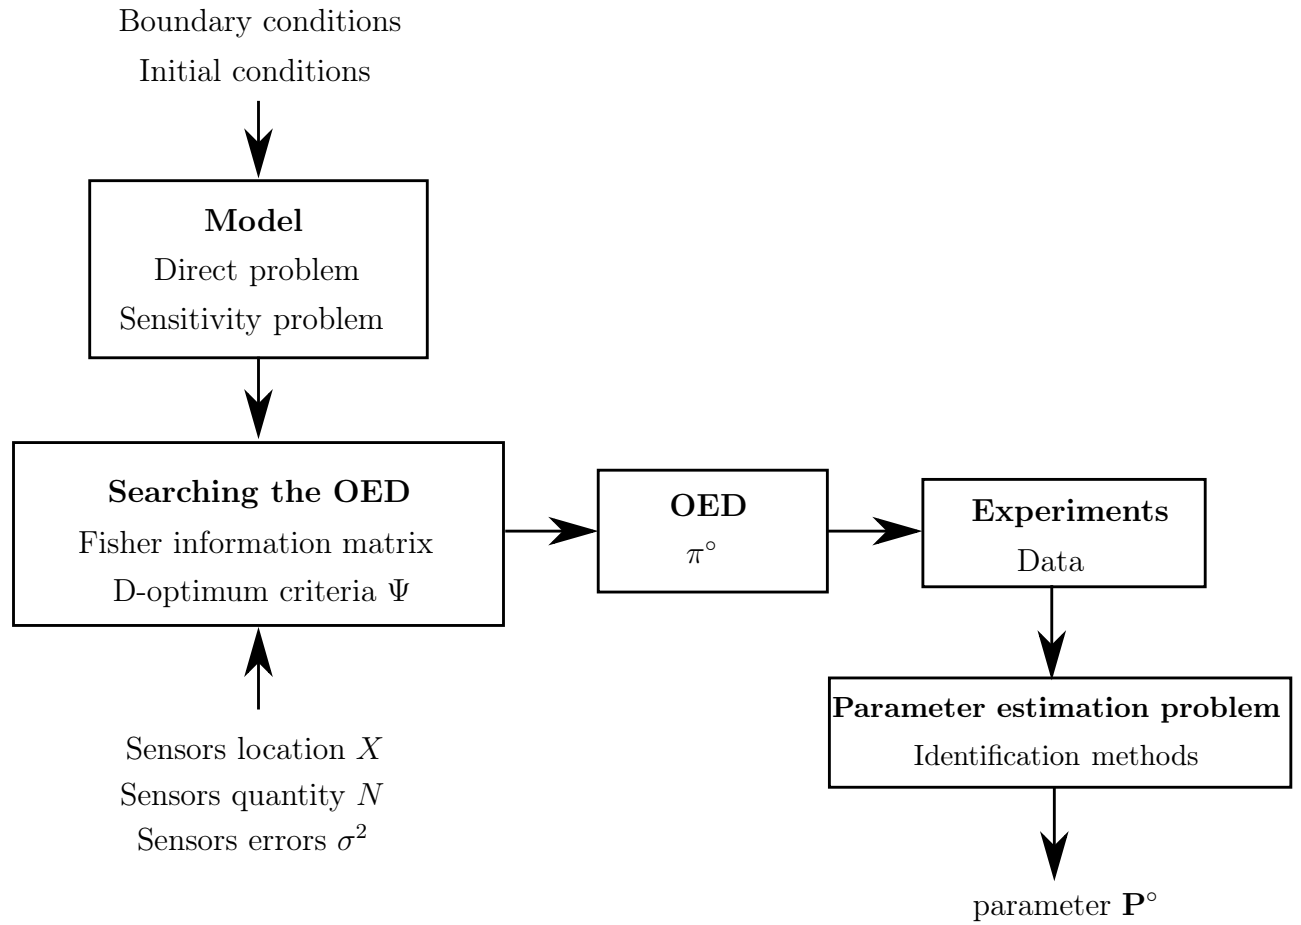 Boundary conditions
Initial conditions
Model
Direct problem
Sensitivity problem
Searching the OED
Fisher information matrix
D-optimum criteria Ψ
Sensors location X
Sensors quantity N
Sensors errors σ²
OED
π°
Experiments
Data
Parameter estimation problem
Identification methods
parameter P°